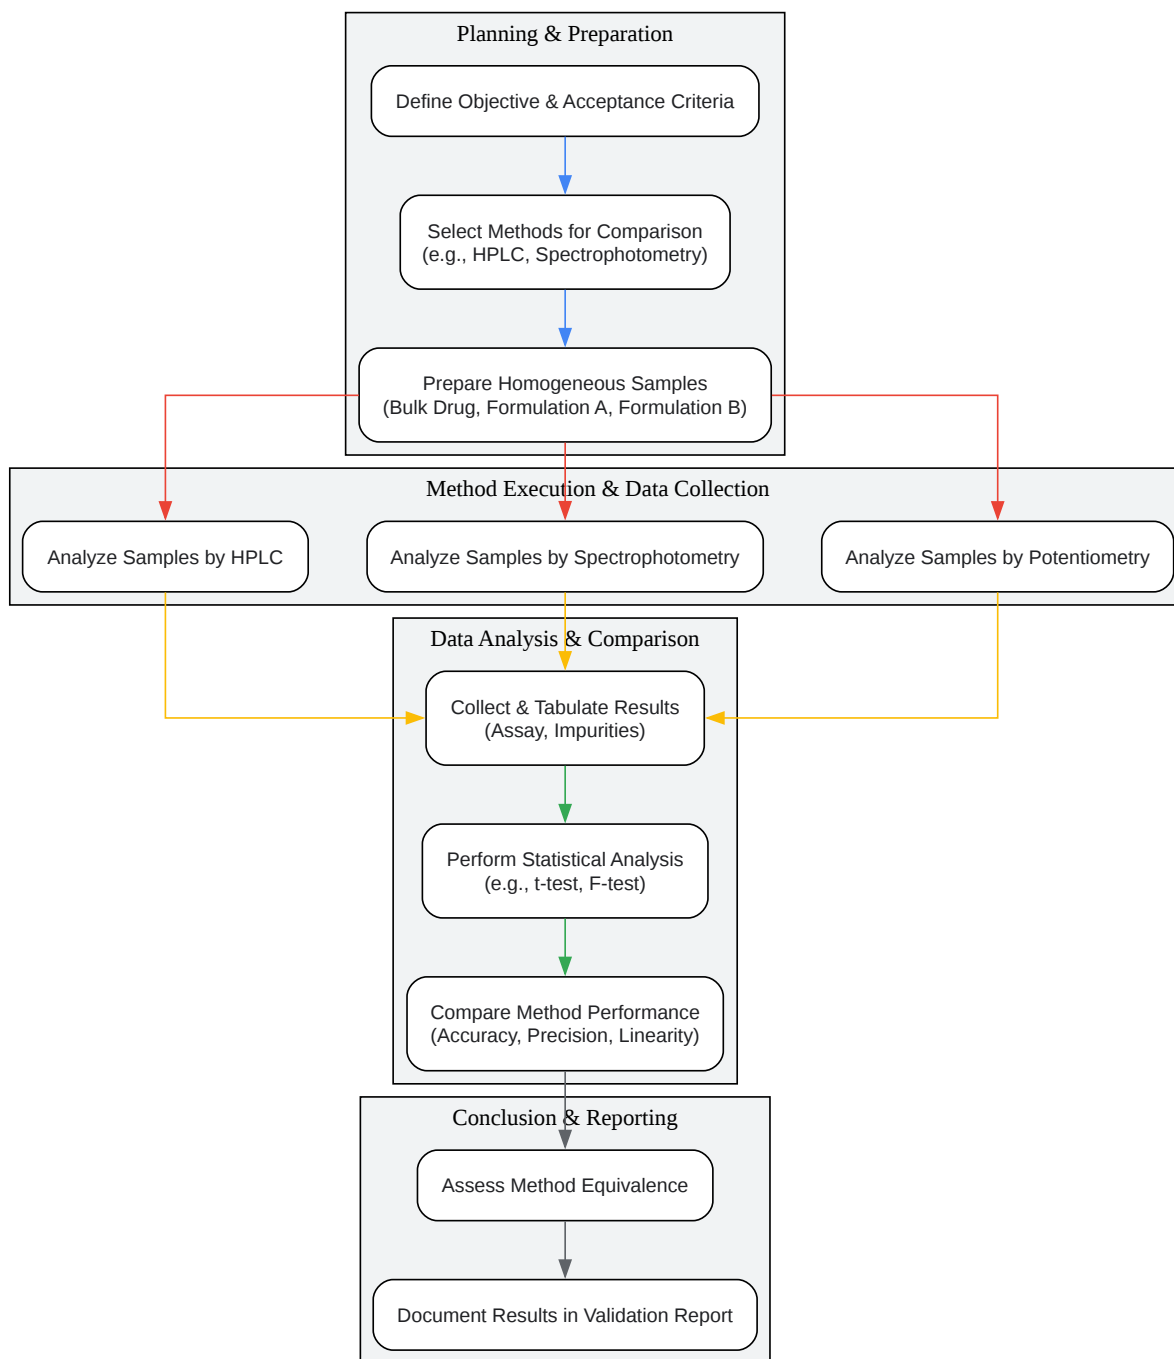 Planning & Preparation
Define Objective & Acceptance Criteria
Select Methods for Comparison
(e.g., HPLC, Spectrophotometry)
Prepare Homogeneous Samples
(Bulk Drug, Formulation A, Formulation B)
Method Execution & Data Collection
Analyze Samples by HPLC
Analyze Samples by Spectrophotometry
Analyze Samples by Potentiometry
Data Analysis & Comparison
Collect & Tabulate Results
(Assay, Impurities)
Perform Statistical Analysis
(e.g., t-test, F-test)
Compare Method Performance
(Accuracy, Precision, Linearity)
Conclusion & Reporting
Assess Method Equivalence
Document Results in Validation Report